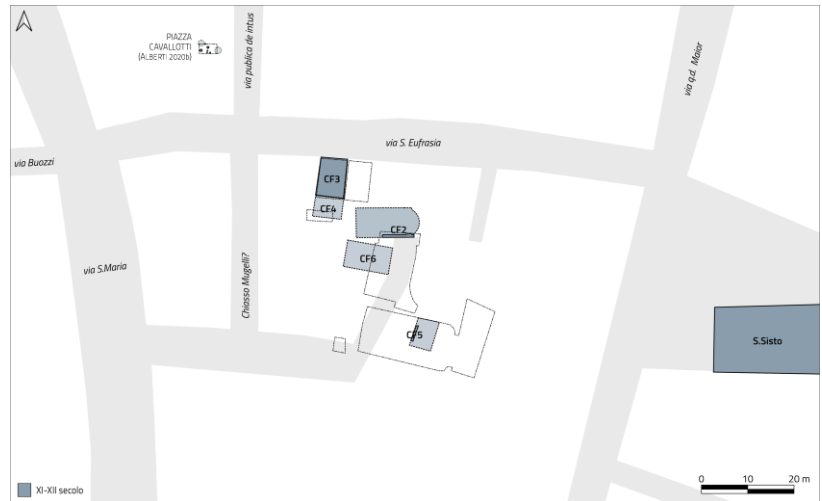 PIAZZA
CAVALLOTTI
(ALBERTI 2020b)
via publica de intus
via q.d. Maior
via S. Eufrasia
via Buozzi
CF3
CF4
CF2
CF6
via S.Maria
Chiasso Mugelli?
CF5
S.Sisto
XI-XII secolo
0 10 20 m